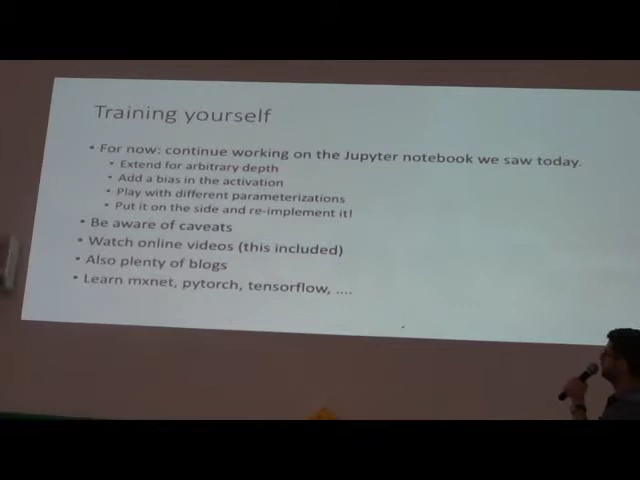 Training yourself
• For now: continue working on the Jupyter notebook we saw today.
• Extend for arbitrary depth
• Add a bias in the activation
• Play with different parameterizations
• Put it on the side and re-implement it!
• Be aware of caveats
• Watch online videos (this included)
• Also plenty of blogs
• Learn mxnet, pytorch, tensorflow, ....